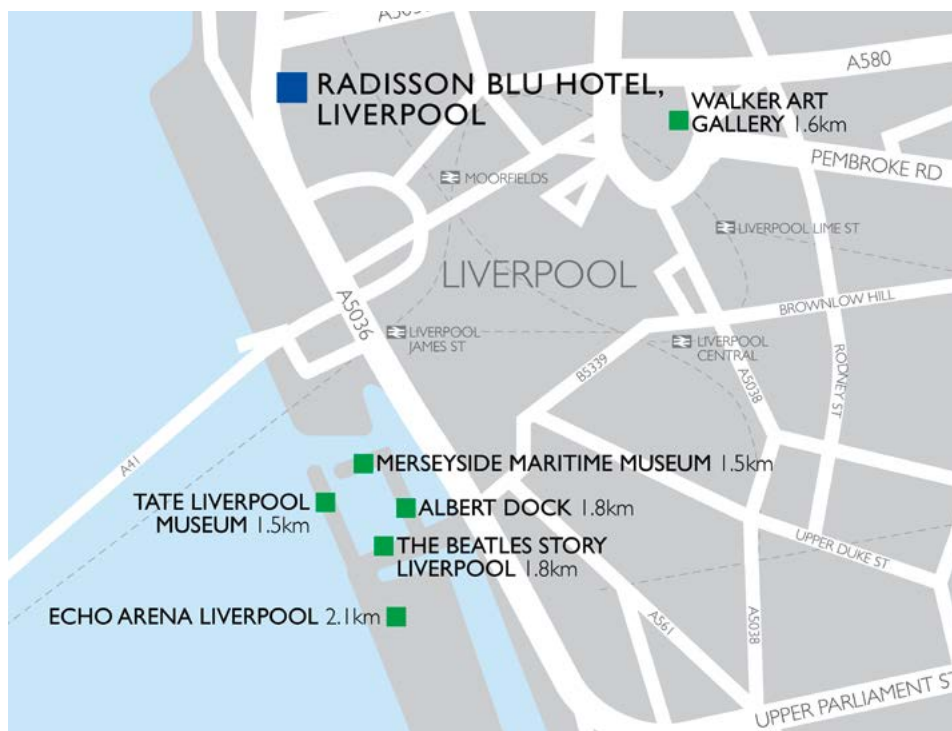 A580
RADISSON BLU HOTEL,
LIVERPOOL
WALKER ART
GALLERY 1.6km
PEMBROKE RD
MOORFIELDS
LIVERPOOL LIME ST
LIVERPOOL
BROWNLOW HILL
A5036
LIVERPOOL
JAMES ST
LIVERPOOL
CENTRAL
B5339
A5038
RODNEY ST
A41
MERSEYSIDE MARITIME MUSEUM 1.5km
TATE LIVERPOOL
MUSEUM 1.5km
ALBERT DOCK 1.8km
THE BEATLES STORY
LIVERPOOL 1.8km
UPPER DUKE ST
ECHO ARENA LIVERPOOL 2.1km
A561
A5038
UPPER PARLIAMENT ST